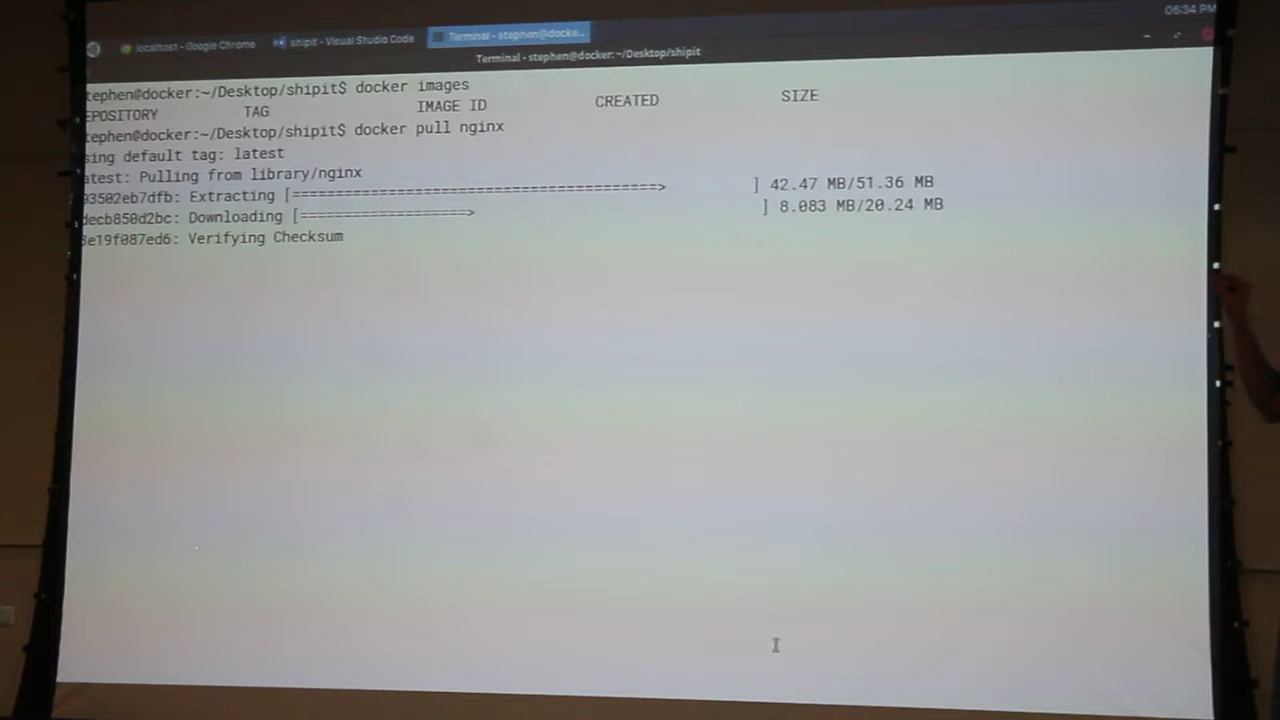 06:34 PM
localhost - Google Chrome
shipit - Visual Studio Code
Terminal - stephen@docke...
Terminal - stephen@docker: ~/Desktop/shipit
tephen@docker:~/Desktop/shipit$ docker images
EPOSITORY TAG IMAGE ID CREATED SIZE
tephen@docker:~/Desktop/shipit$ docker pull nginx
sing default tag: latest
atest: Pulling from library/nginx
93502eb7dfb: Extracting [=========================================> ] 42.47 MB/51.36 MB
decb850d2bc: Downloading [===================> ] 8.083 MB/20.24 MB
8e19f087ed6: Verifying Checksum